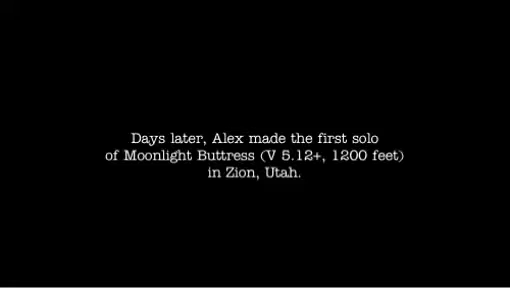 Days later, Alex made the first solo
of Moonlight Buttress (V 5.12+, 1200 feet)
in Zion, Utah.